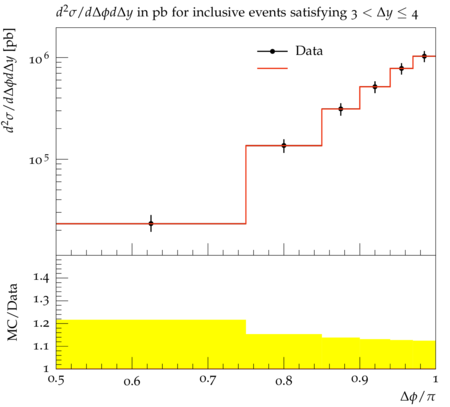 d²σ/dΔϕdΔy in pb for inclusive events satisfying 3 < Δy ≤ 4
d²σ/dΔϕdΔy [pb]
10⁶
10⁵
Data
MC/Data
1.4
1.3
1.2
1.1
1
0.5 0.6 0.7 0.8 0.9 1
Δϕ/π